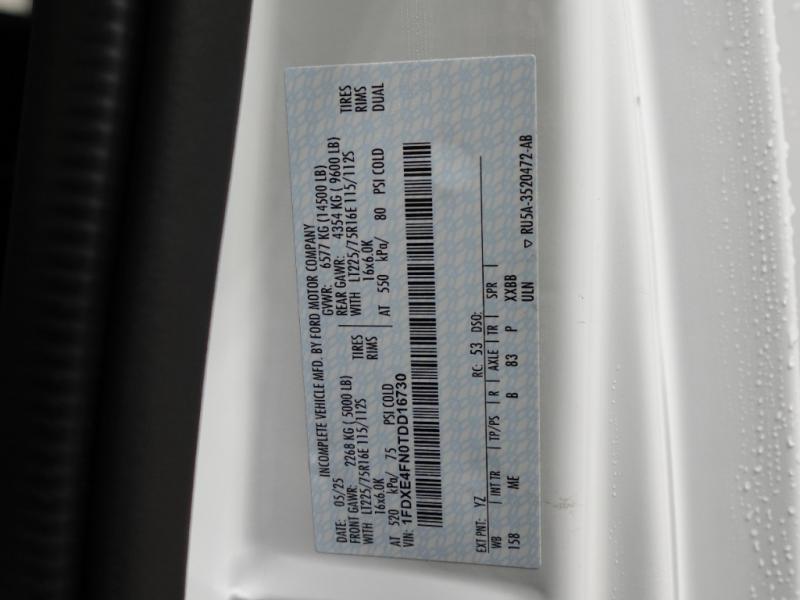 INCOMPLETE VEHICLE MFD. BY FORD MOTOR COMPANY
DATE: 05/25 GVWR: 6577 KG (14500 LB)
FRONT GAWR: 2268 KG ( 5000 LB) REAR GAWR: 4354 KG ( 9600 LB)
WITH LT225/75R16E 115/112S TIRES WITH LT225/75R16E 115/112S TIRES
16x6.0K RIMS 16x6.0K RIMS
AT 520 kPa/ 75 PSI COLD AT 550 kPa/ 80 PSI COLD DUAL
VIN: 1FDXE4FN0TDD16730
EXT PNT: YZ RC: 53 DSO:
WB INT TR TP/PS R AXLE TR SPR
158 ME B 83 P XXBB
ULN
▽ RU5A-3520472-AB